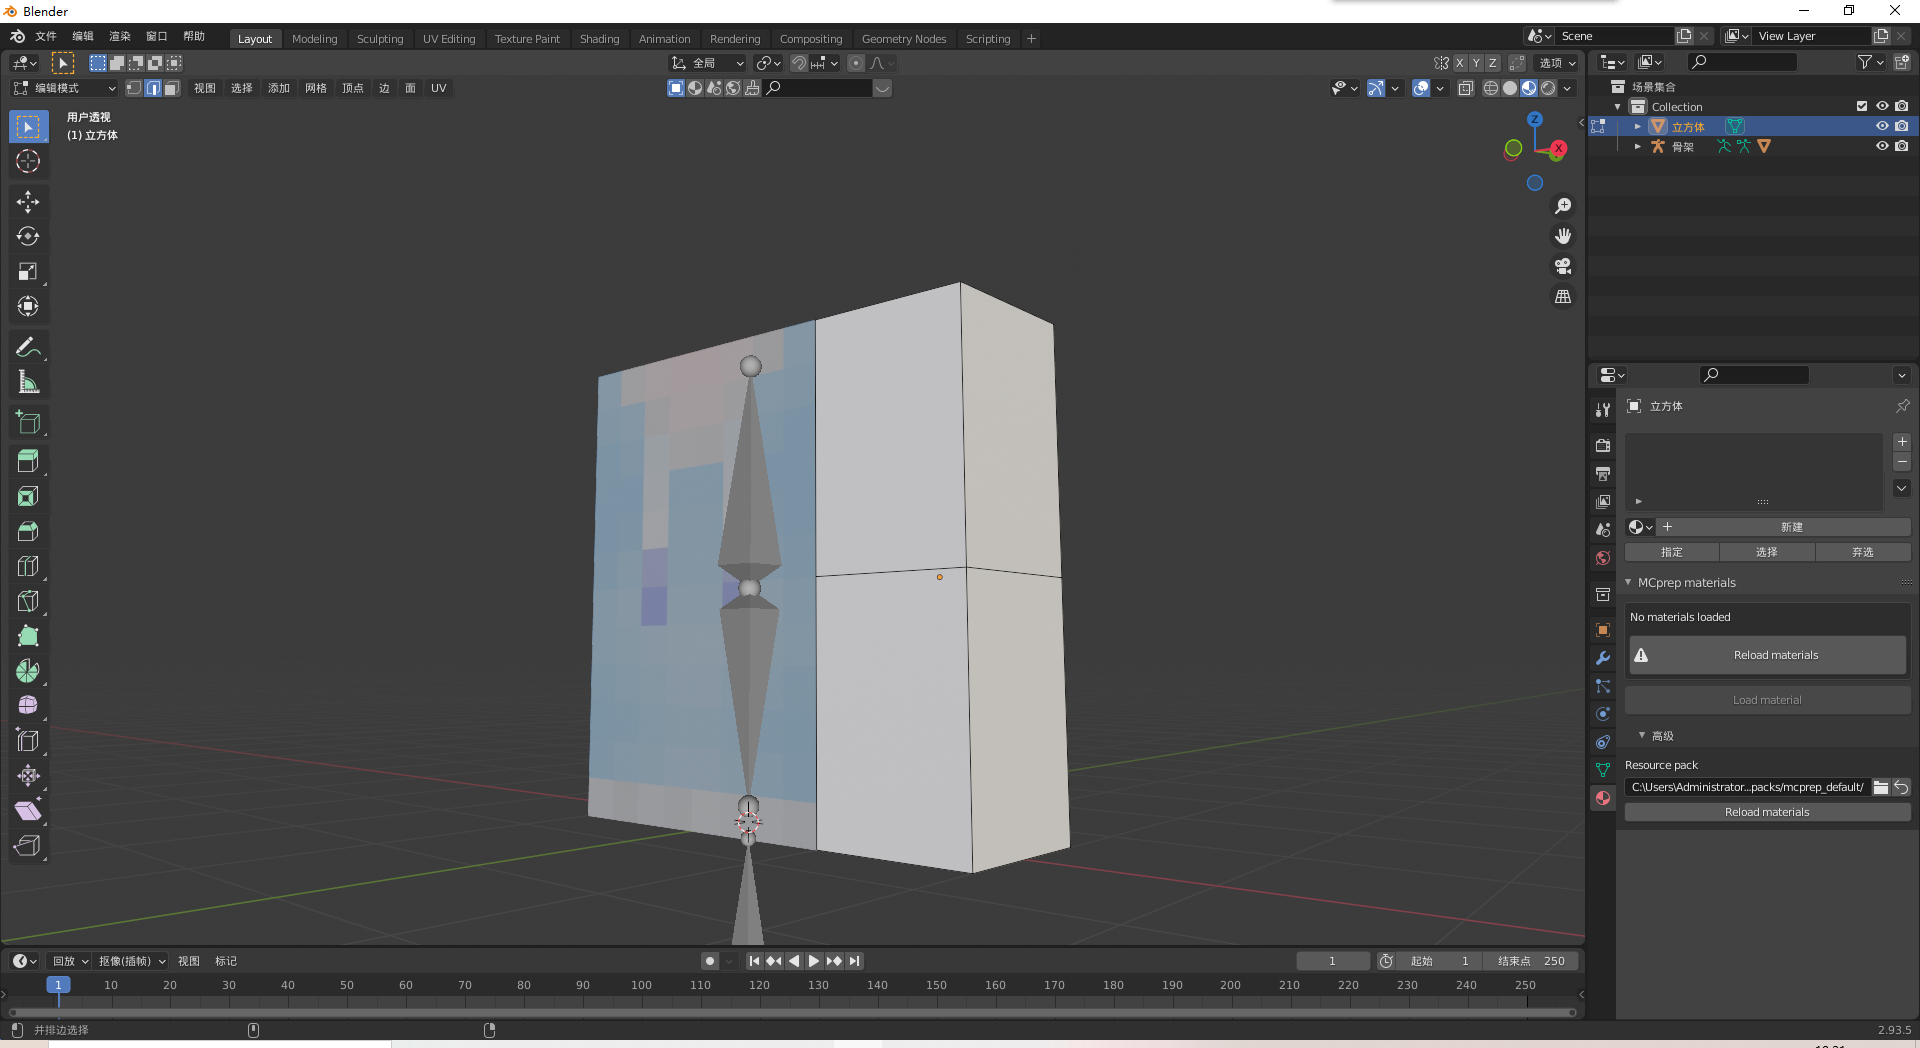 Blender
文件 编辑 渲染 窗口 帮助 Layout Modeling Sculpting UV Editing Texture Paint Shading Animation Rendering Compositing Geometry Nodes Scripting + Scene View Layer
全局 X Y Z 选项
编辑模式 视图 选择 添加 网格 顶点 边 面 UV
用户透视
(1) 立方体
Z
X
场景集合
Collection
立方体
骨架
立方体
新建
指定 选择 弃选
MCprep materials
No materials loaded
Reload materials
Load material
高级
Resource pack
C:\Users\Administrator...packs/mcprep_default/
Reload materials
回放 抠像(插帧) 视图 标记 1 起始 1 结束点 250
1 10 20 30 40 50 60 70 80 90 100 110 120 130 140 150 160 170 180 190 200 210 220 230 240 250
并排边选择 2.93.5